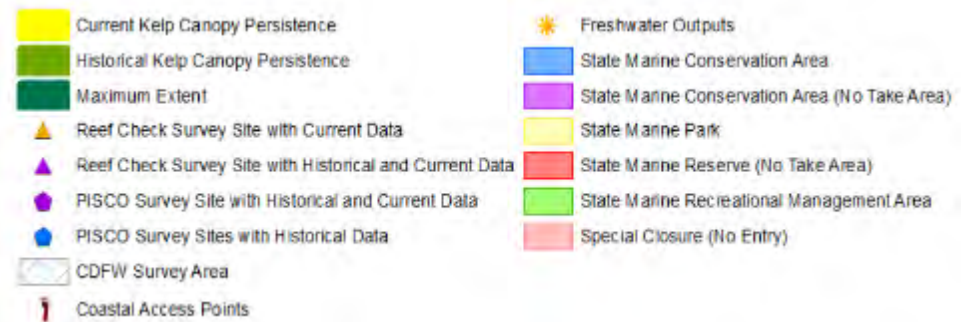 Current Kelp Canopy Persistence
Historical Kelp Canopy Persistence
Maximum Extent
Reef Check Survey Site with Current Data
Reef Check Survey Site with Historical and Current Data
PISCO Survey Site with Historical and Current Data
PISCO Survey Sites with Historical Data
CDFW Survey Area
Coastal Access Points
Freshwater Outputs
State Marine Conservation Area
State Marine Conservation Area (No Take Area)
State Marine Park
State Marine Reserve (No Take Area)
State Marine Recreational Management Area
Special Closure (No Entry)